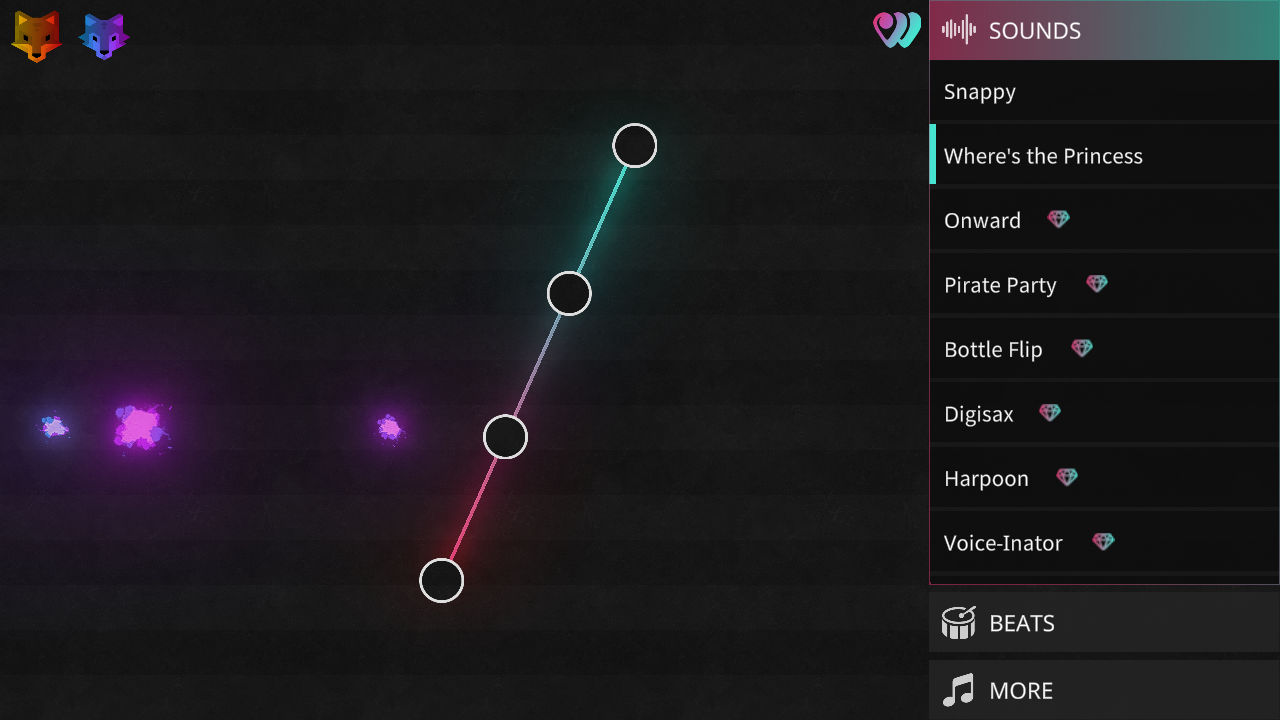 SOUNDS
Snappy
Where's the Princess
Onward
Pirate Party
Bottle Flip
Digisax
Harpoon
Voice-Inator
BEATS
MORE